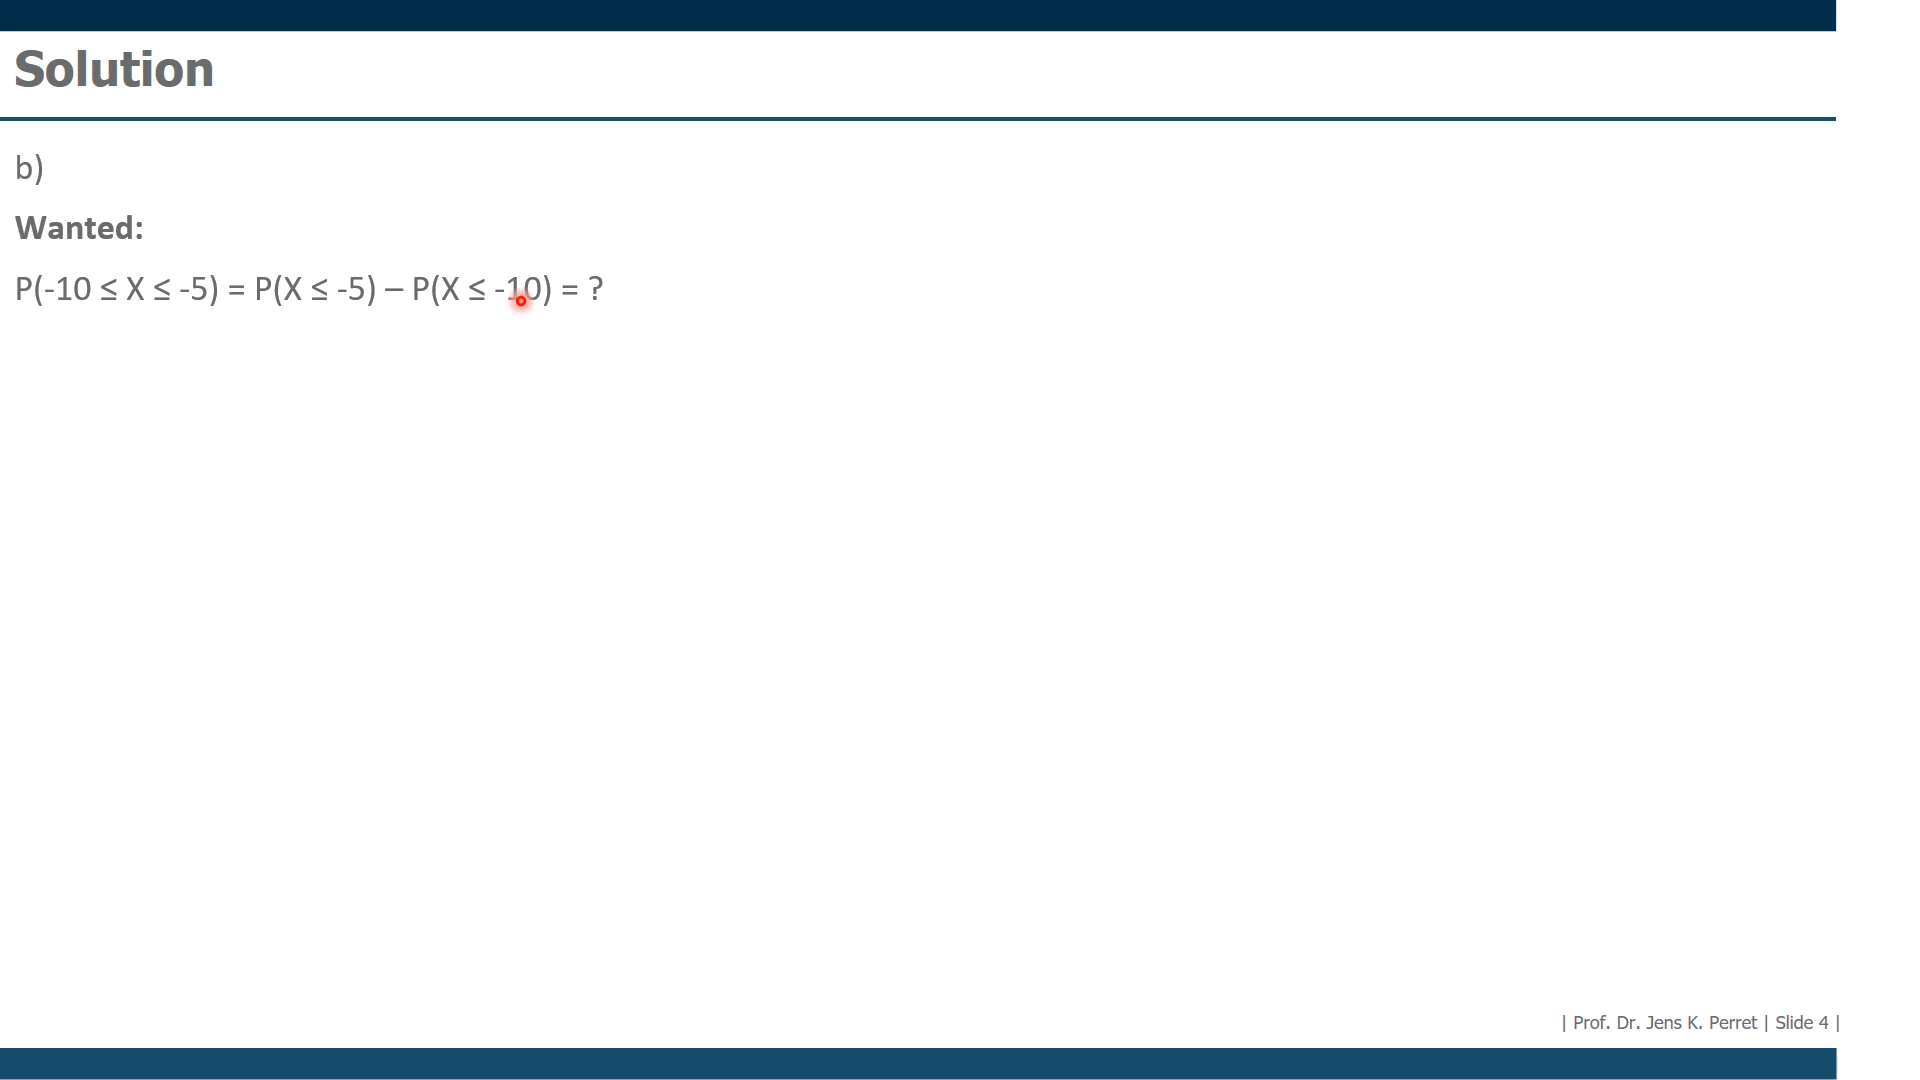 Solution
b)
Wanted:
P(-10 ≤ X ≤ -5) = P(X ≤ -5) – P(X ≤ -10) = ?
| Prof. Dr. Jens K. Perret | Slide 4 |